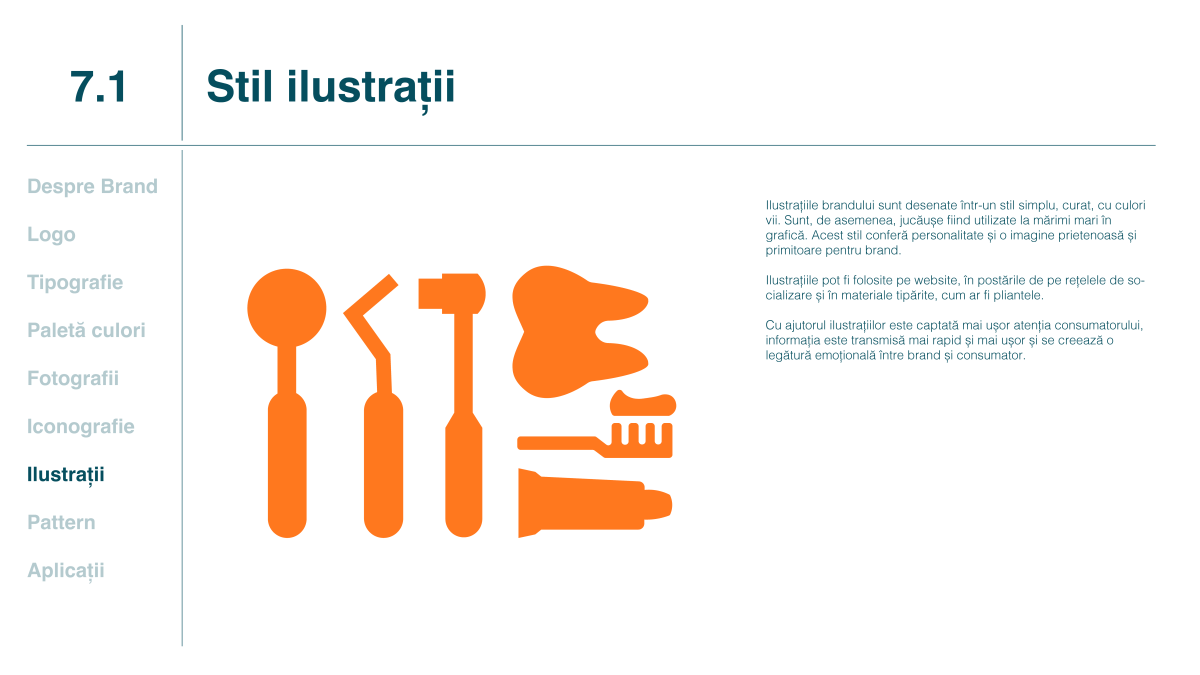 7.1
Stil ilustrații
Despre Brand
Logo
Tipografie
Paletă culori
Fotografii
Iconografie
Ilustrații
Pattern
Aplicații
Ilustrațiile brandului sunt desenate într-un stil simplu, curat, cu culori
vii. Sunt, de asemenea, jucăușe fiind utilizate la mărimi mari în
grafică. Acest stil conferă personalitate și o imagine prietenoasă și
primitoare pentru brand.
Ilustrațiile pot fi folosite pe website, în postările de pe rețelele de so-
cializare și în materiale tipărite, cum ar fi pliantele.
Cu ajutorul ilustrațiilor este captată mai ușor atenția consumatorului,
informația este transmisă mai rapid și mai ușor și se creează o
legătură emoțională între brand și consumator.